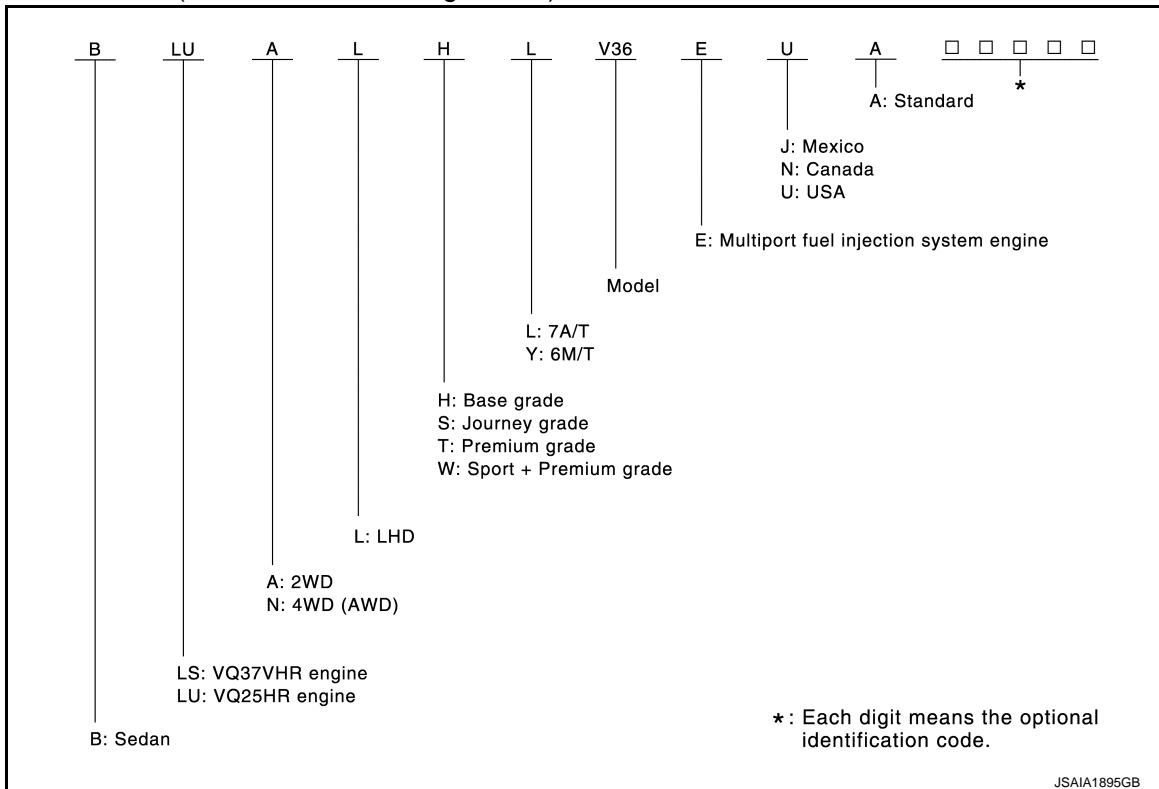 B LU A L H L V36 E U A □ □ □ □ □
*
A: Standard
J: Mexico
N: Canada
U: USA
E: Multiport fuel injection system engine
Model
L: 7A/T
Y: 6M/T
H: Base grade
S: Journey grade
T: Premium grade
W: Sport + Premium grade
L: LHD
A: 2WD
N: 4WD (AWD)
LS: VQ37VHR engine
LU: VQ25HR engine
B: Sedan
*: Each digit means the optional
identification code.
JSAIA1895GB